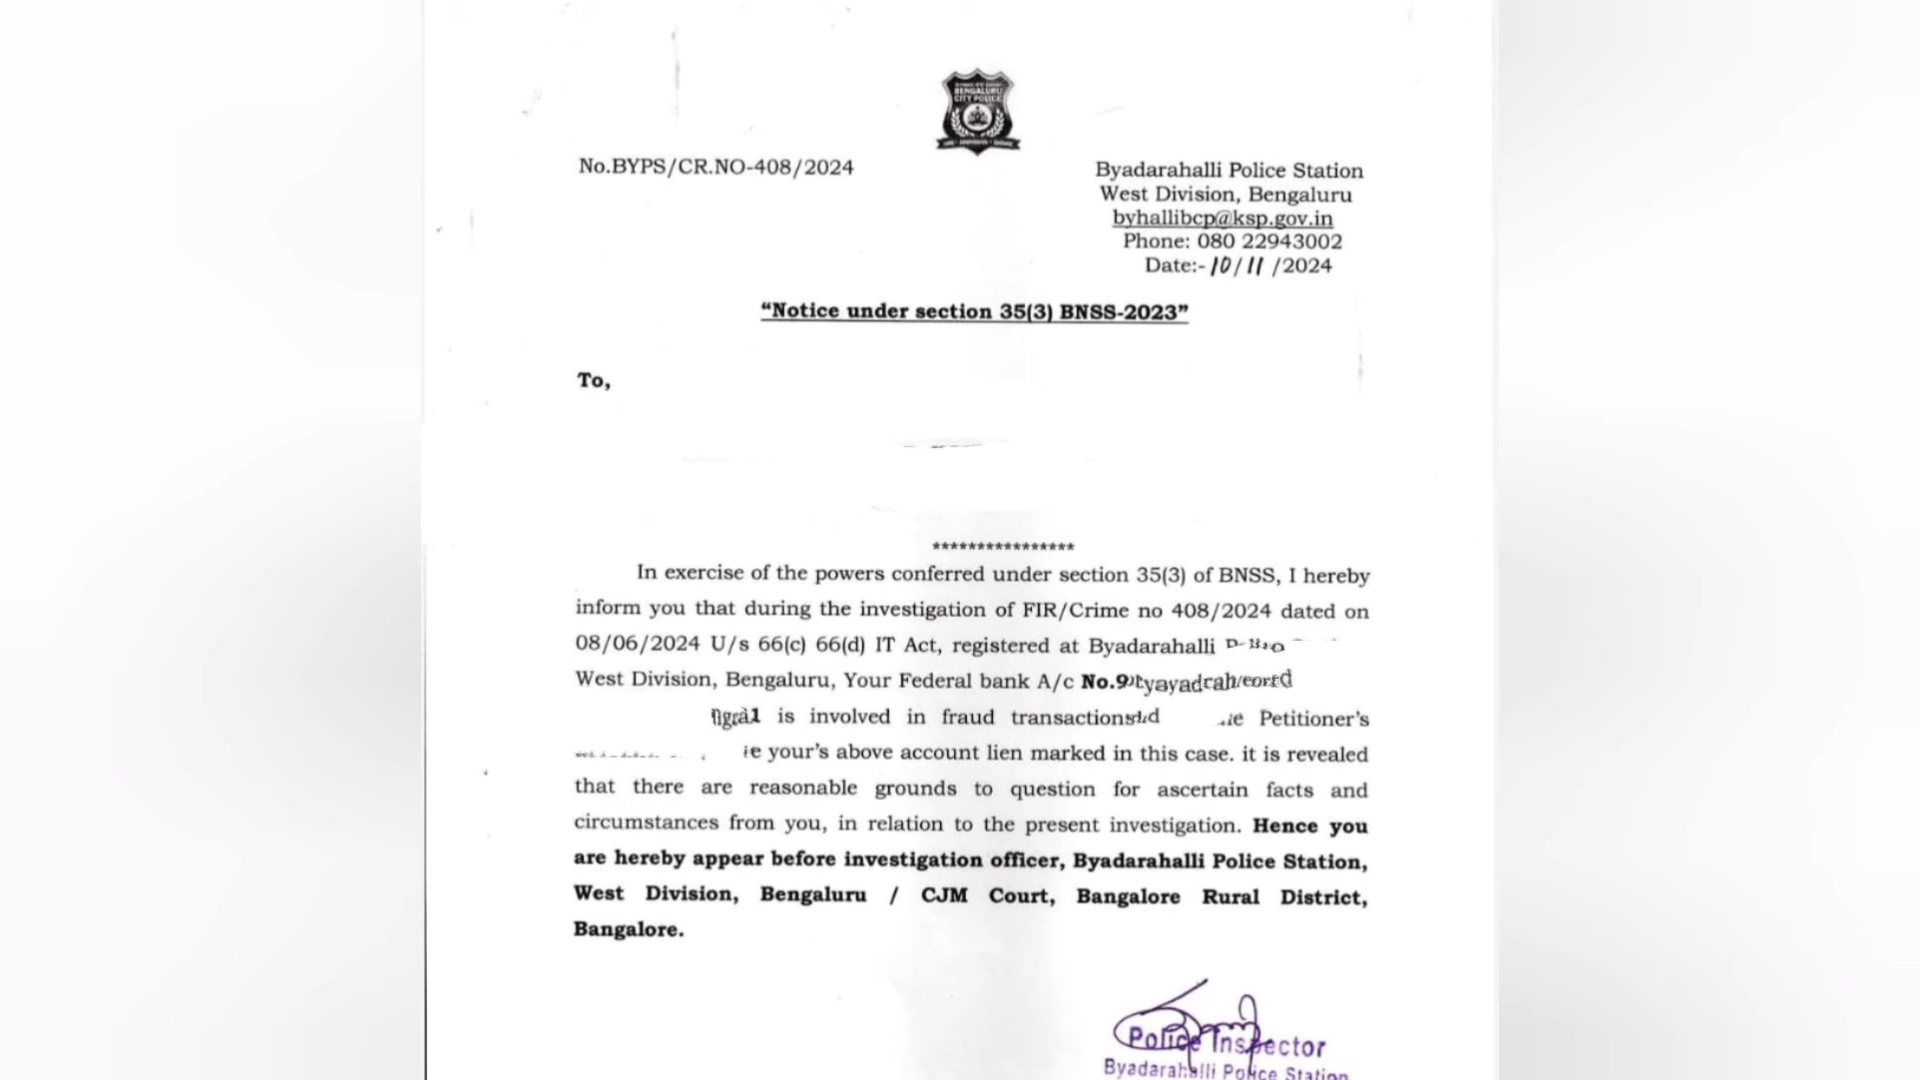 BENGALURU
CITY POLICE
No.BYPS/CR.NO-408/2024
Byadarahalli Police Station
West Division, Bengaluru
byhallibcp@ksp.gov.in
Phone: 080 22943002
Date:- 10/11/2024
“Notice under section 35(3) BNSS-2023”
To,
****************
In exercise of the powers conferred under section 35(3) of BNSS, I hereby
inform you that during the investigation of FIR/Crime no 408/2024 dated on
08/06/2024 U/s 66(c) 66(d) IT Act, registered at Byadarahalli
West Division, Bengaluru, Your Federal bank A/c No.9
is involved in fraud transactions Petitioner’s
your’s above account lien marked in this case. it is revealed
that there are reasonable grounds to question for ascertain facts and
circumstances from you, in relation to the present investigation. Hence you
are hereby appear before investigation officer, Byadarahalli Police Station,
West Division, Bengaluru / CJM Court, Bangalore Rural District,
Bangalore.
Police Inspector
Byadarahalli Police Station